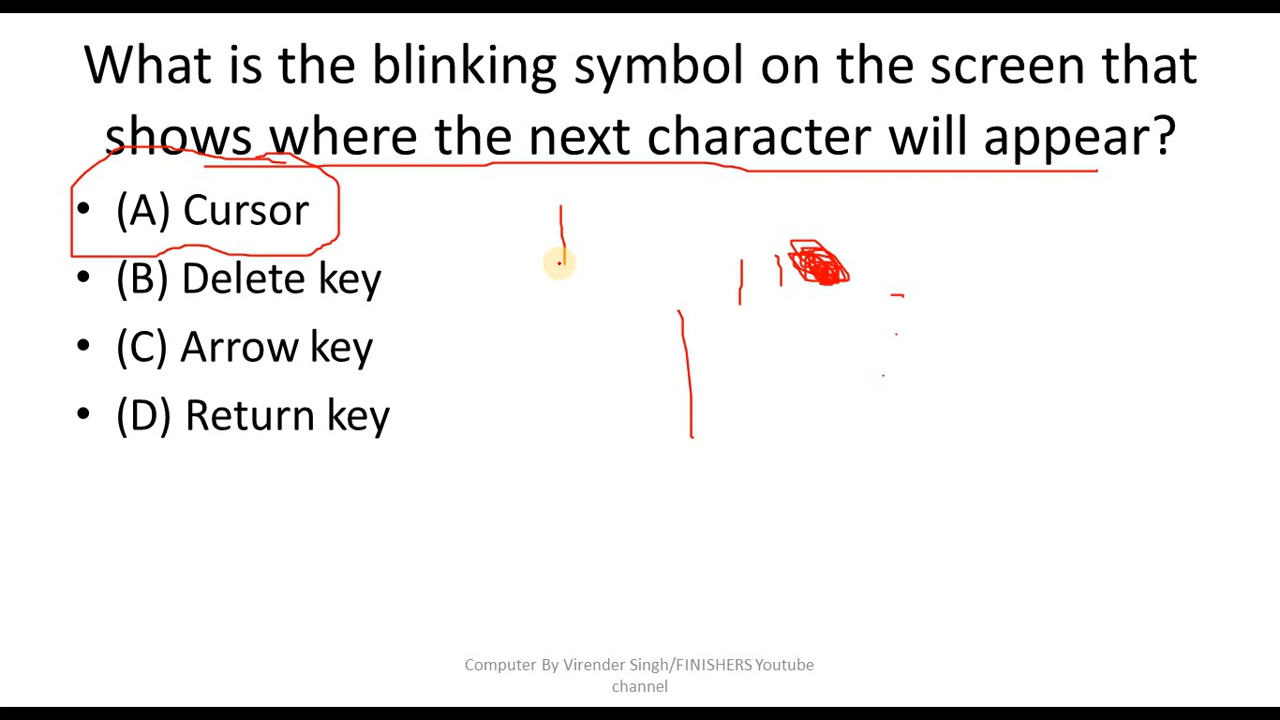 What is the blinking symbol on the screen that
shows where the next character will appear?
• (A) Cursor
• (B) Delete key
• (C) Arrow key
• (D) Return key
Computer By Virender Singh/FINISHERS Youtube
channel